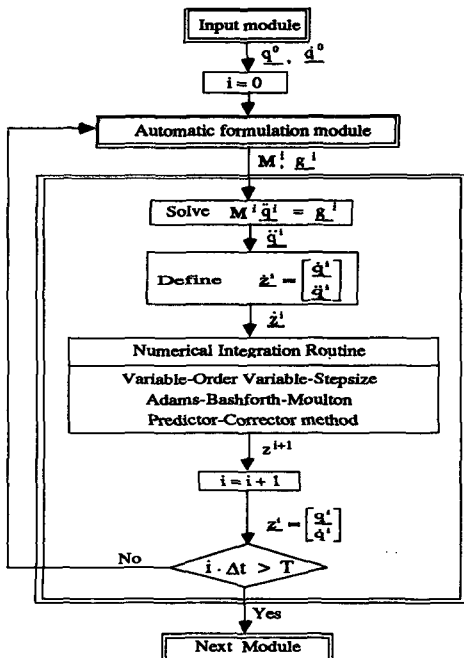 Input module
q⁰, q̇⁰
i = 0
Automatic formulation module
Mⁱ, gⁱ
Solve Mⁱ q̈ⁱ = gⁱ
q̈ⁱ
Define żⁱ = [q̇ⁱ q̈ⁱ]
żⁱ
Numerical Integration Routine
Variable-Order Variable-Stepsize
Adams-Bashforth-Moulton
Predictor-Corrector method
zⁱ⁺¹
i = i + 1
zⁱ = [qⁱ q̇ⁱ]
No
i · Δt > T
Yes
Next Module